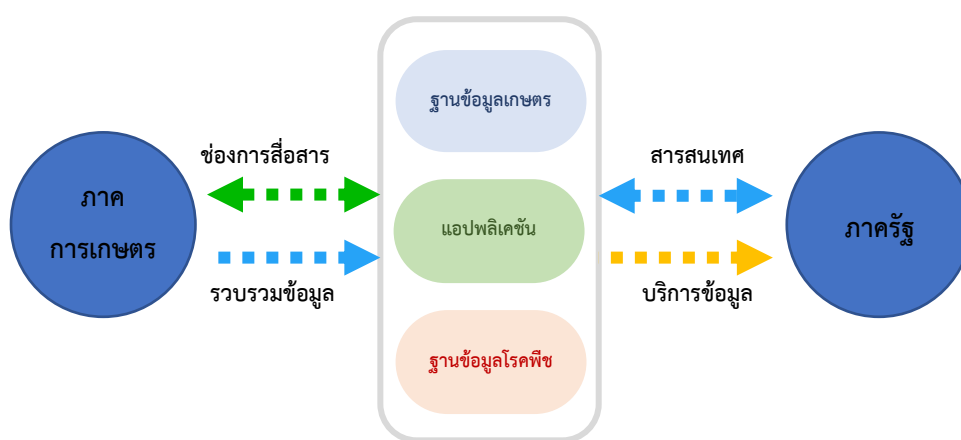 ฐานข้อมูลเกษตร
ช่องการสื่อสาร
สารสนเทศ
ภาค
การเกษตร
แอปพลิเคชัน
ภาครัฐ
รวบรวมข้อมูล
บริการข้อมูล
ฐานข้อมูลโรคพืช